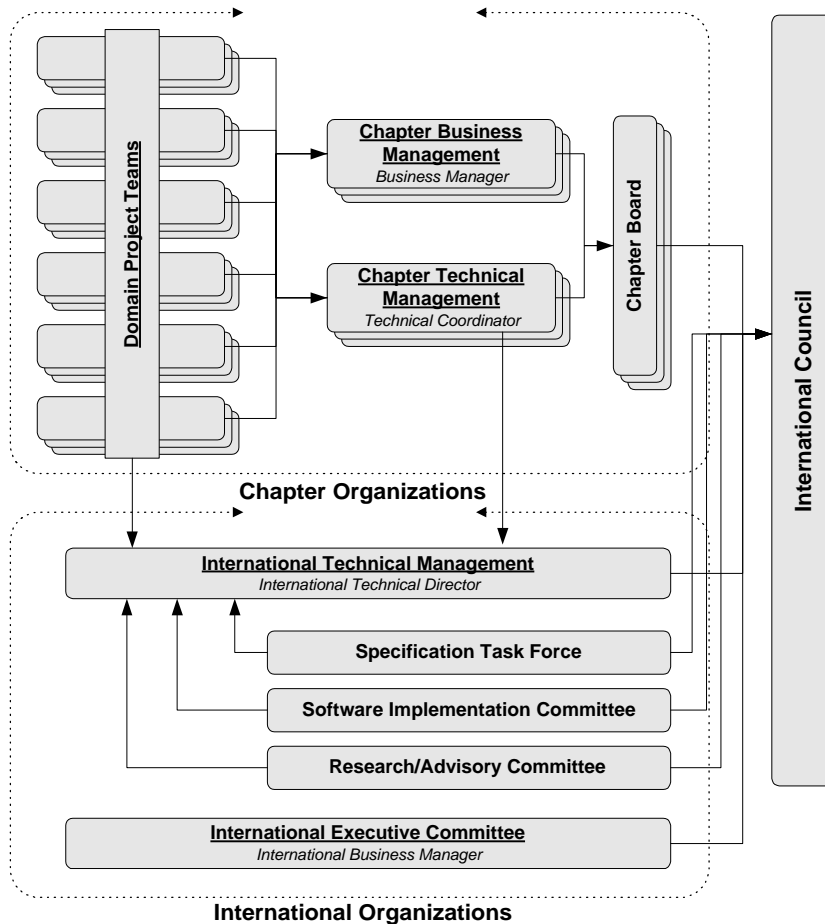 Domain Project Teams
Chapter Business
Management
Business Manager
Chapter Technical
Management
Technical Coordinator
Chapter Board
International Council
Chapter Organizations
International Technical Management
International Technical Director
Specification Task Force
Software Implementation Committee
Research/Advisory Committee
International Executive Committee
International Business Manager
International Organizations